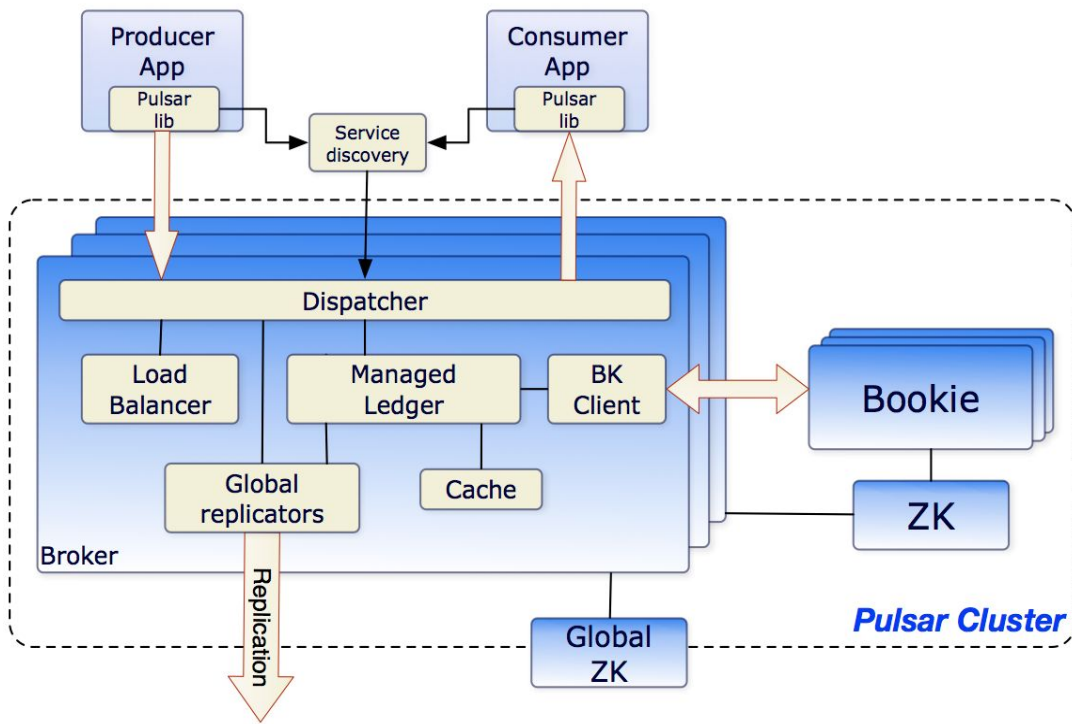 Producer
App
Pulsar
lib
Consumer
App
Pulsar
lib
Service
discovery
Dispatcher
Load
Balancer
Managed
Ledger
BK
Client
Bookie
Global
replicators
Cache
ZK
Broker
Replication
Pulsar Cluster
Global
ZK